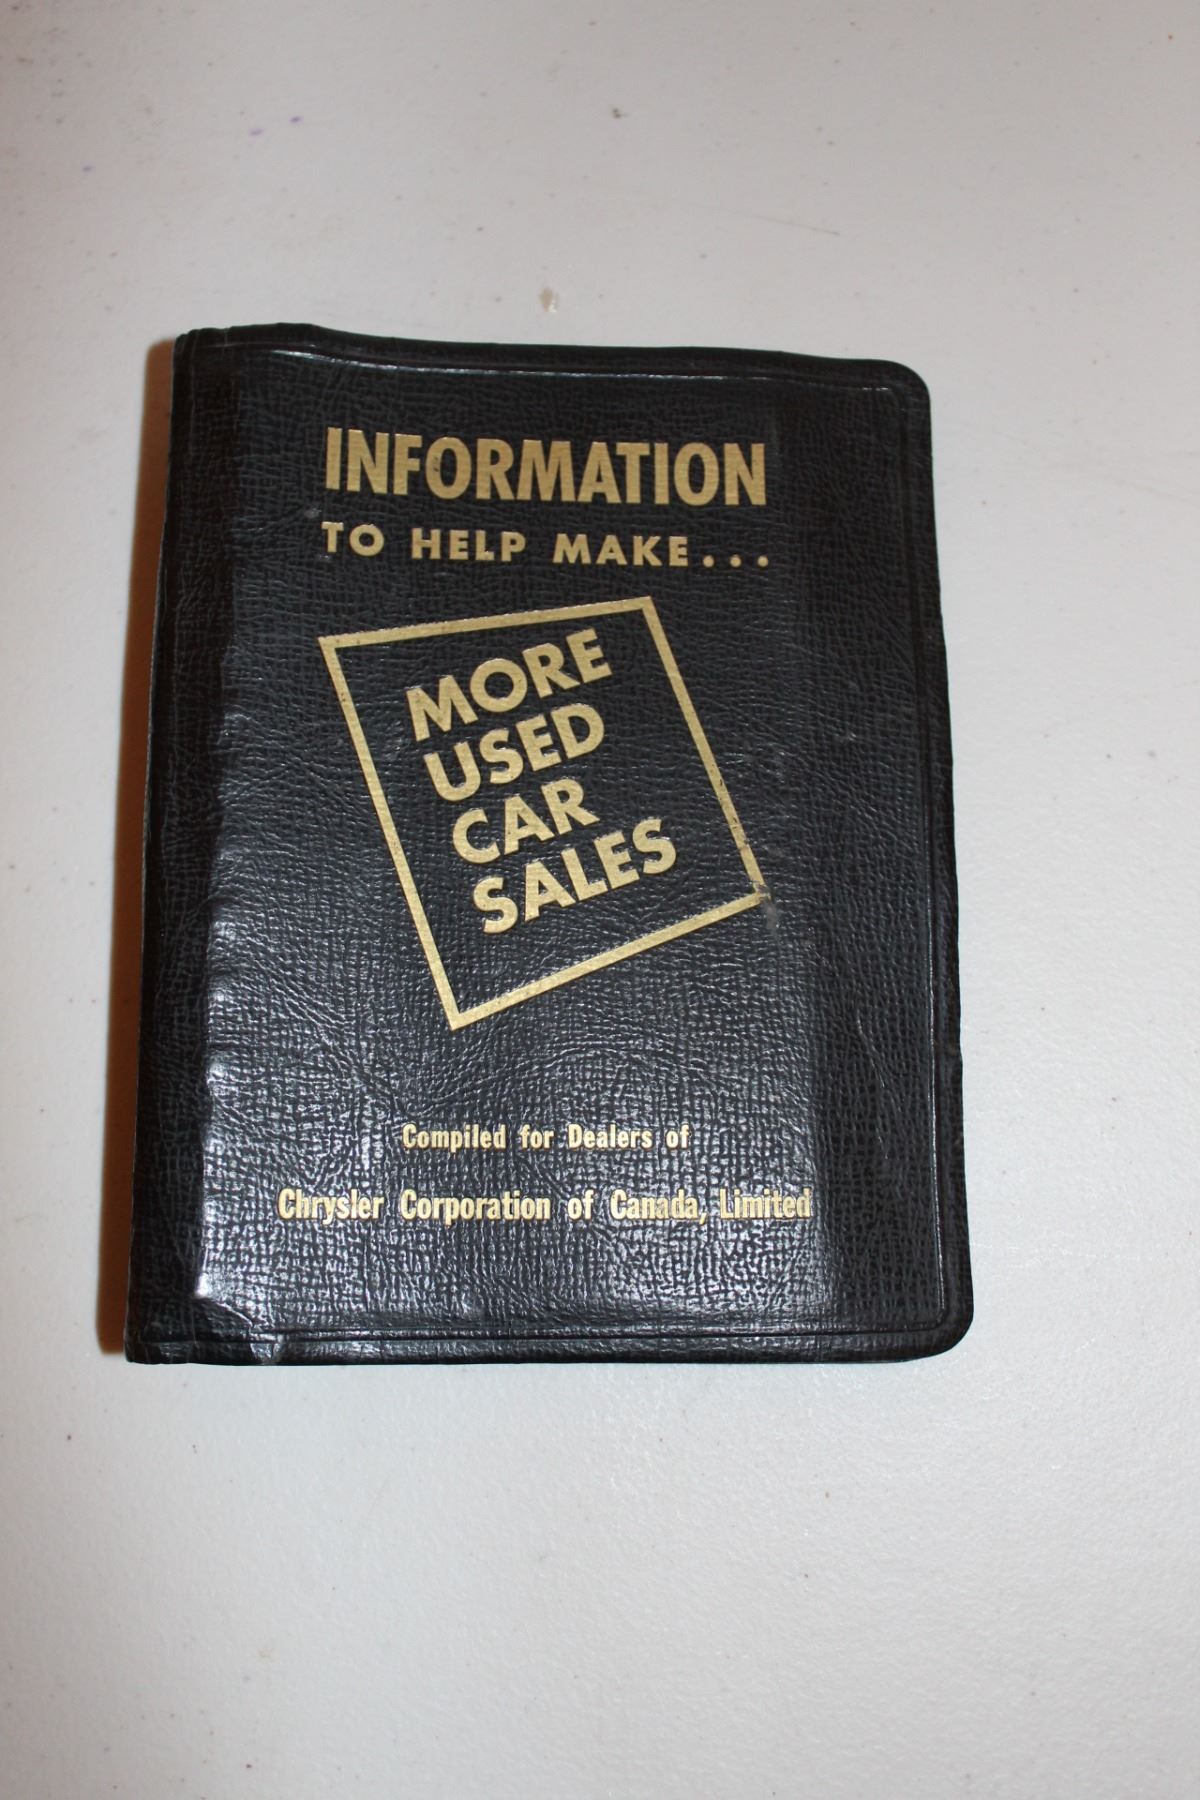 INFORMATION
TO HELP MAKE...
MORE
USED
CAR
SALES
Compiled for Dealers of
Chrysler Corporation of Canada, Limited